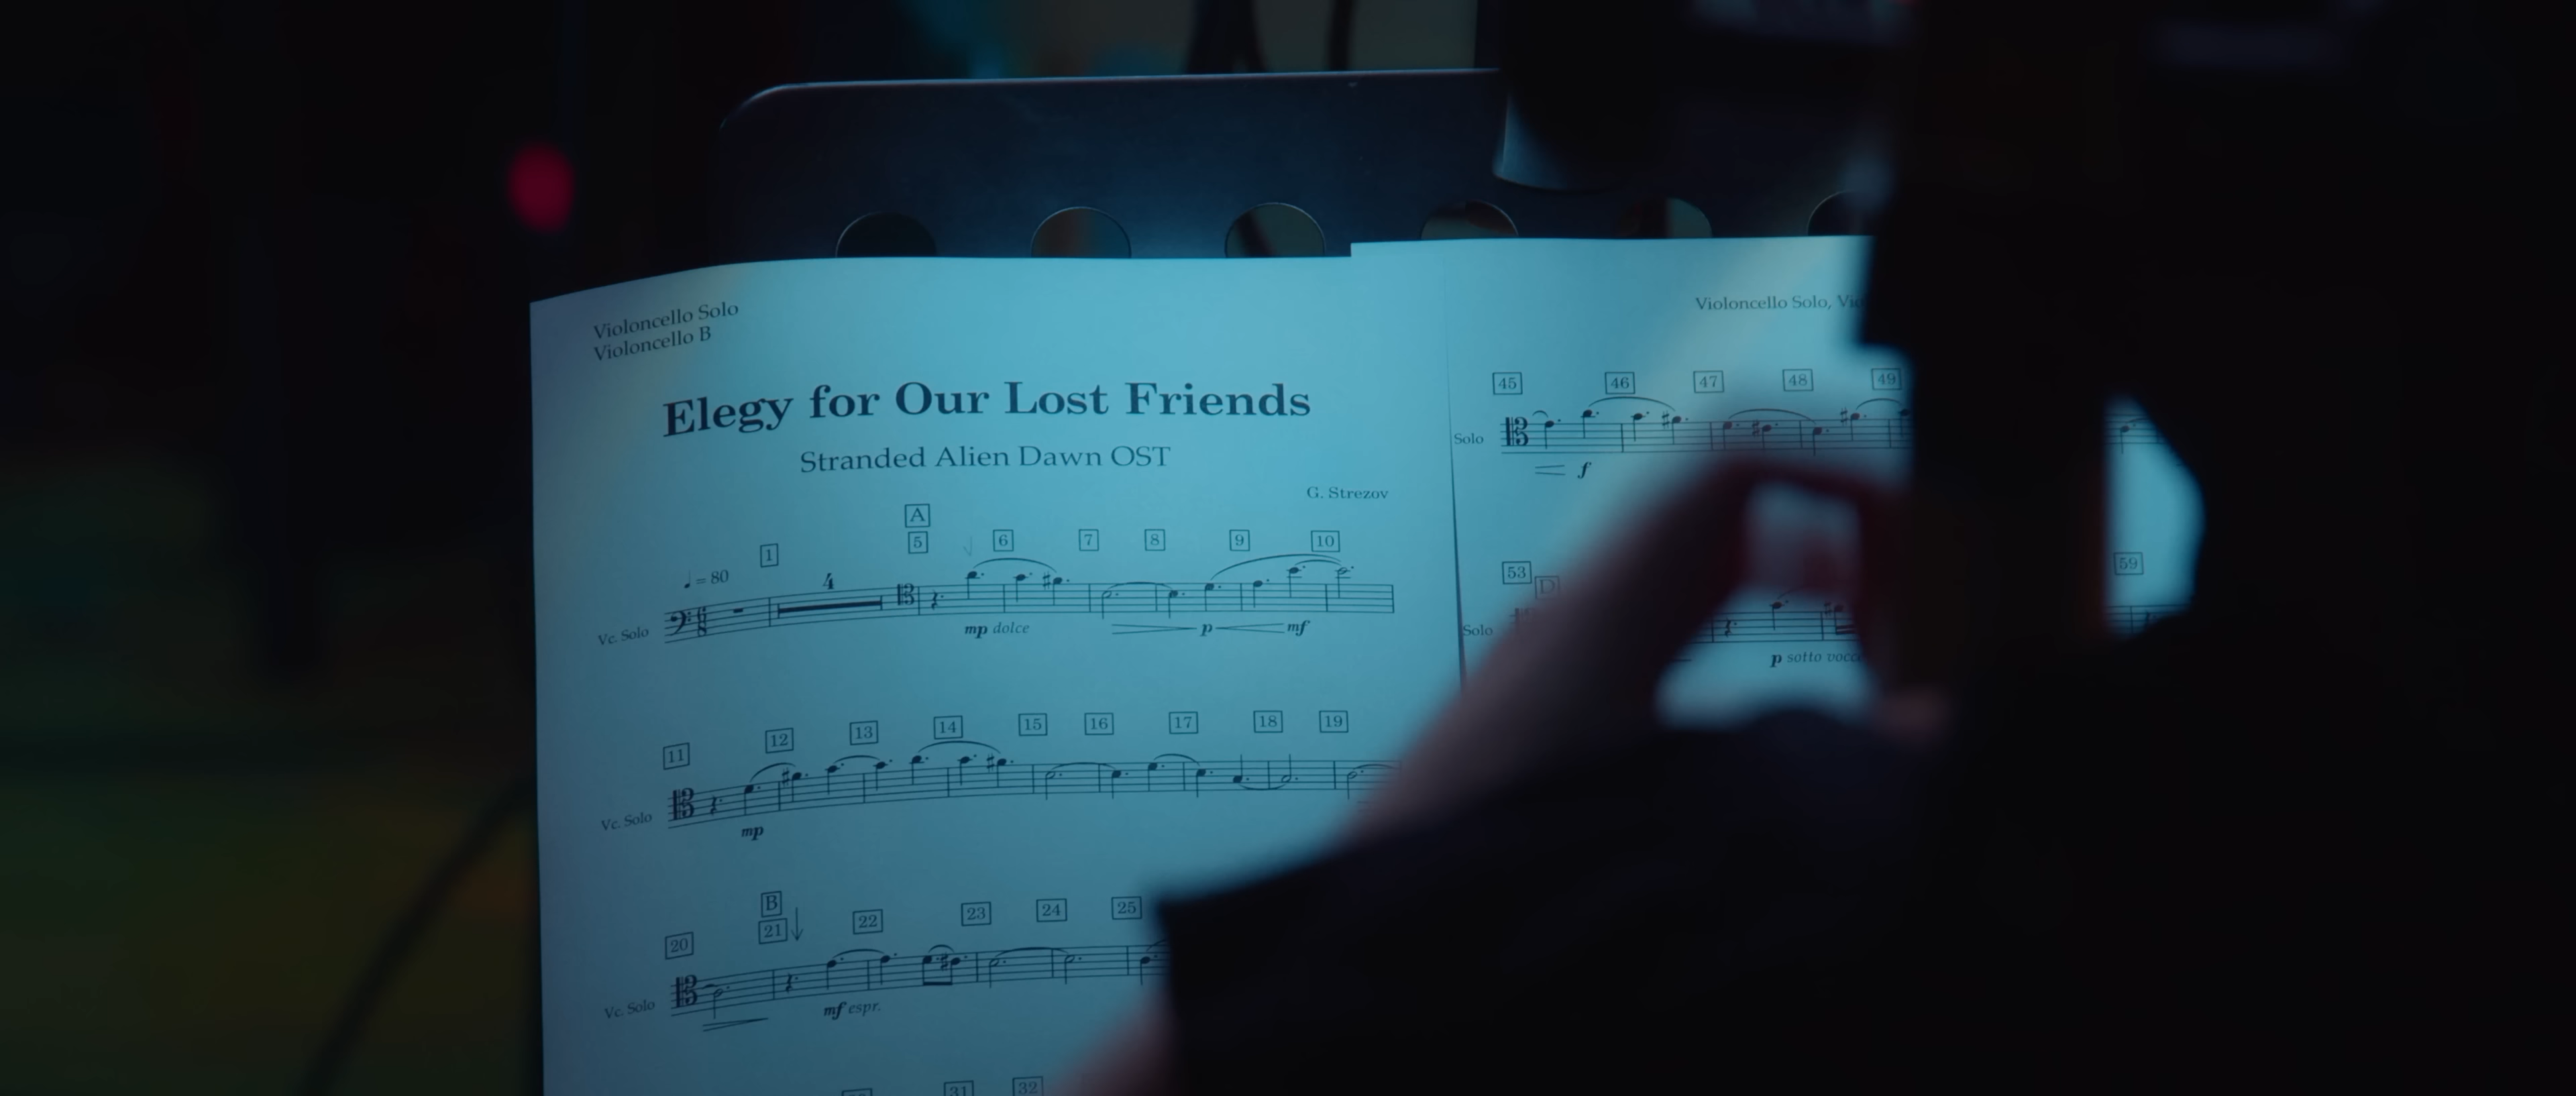 Violoncello Solo
Violoncello B
Elegy for Our Lost Friends
Stranded Alien Dawn OST
G. Strezov
A
1 5 6 7 8 9 10
♩ = 80
4
Vc. Solo
mp dolce p mf
11 12 13 14 15 16 17 18 19
Vc. Solo
mp
B
20 21 22 23 24 25
Vc. Solo
mf espr.
31 32
Violoncello Solo,
45 46 47 48 49
Solo
f
53 59
D
Solo
p sotto voce